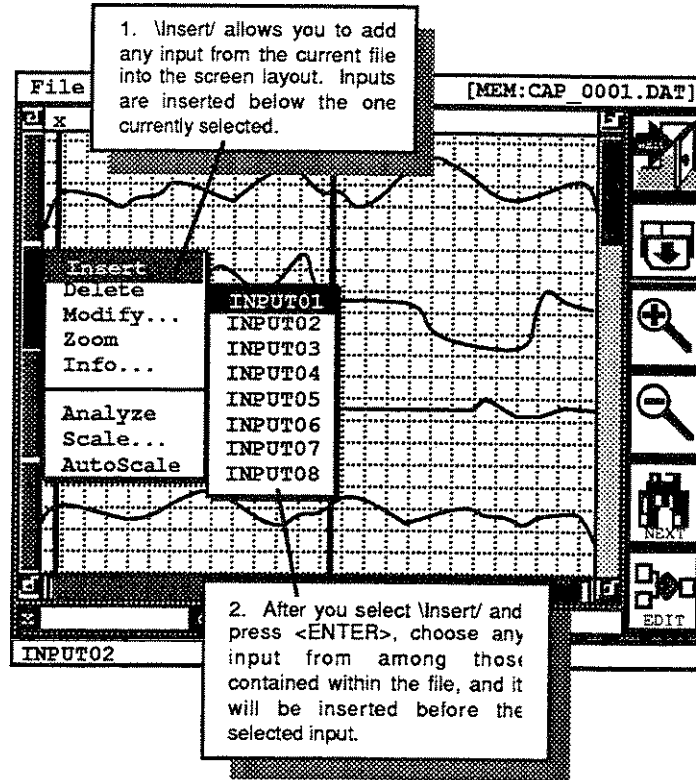 1. \Insert/ allows you to add
any input from the current file
into the screen layout. Inputs
are inserted below the one
currently selected.
File
[MEM:CAP_0001.DAT]
x
Insert
Delete
Modify...
Zoom
Info...
Analyze
Scale...
AutoScale
INPUT01
INPUT02
INPUT03
INPUT04
INPUT05
INPUT06
INPUT07
INPUT08
NEXT
EDIT
INPUT02
2. After you select \Insert/ and
press <ENTER>, choose any
input from among those
contained within the file, and it
will be inserted before the
selected input.